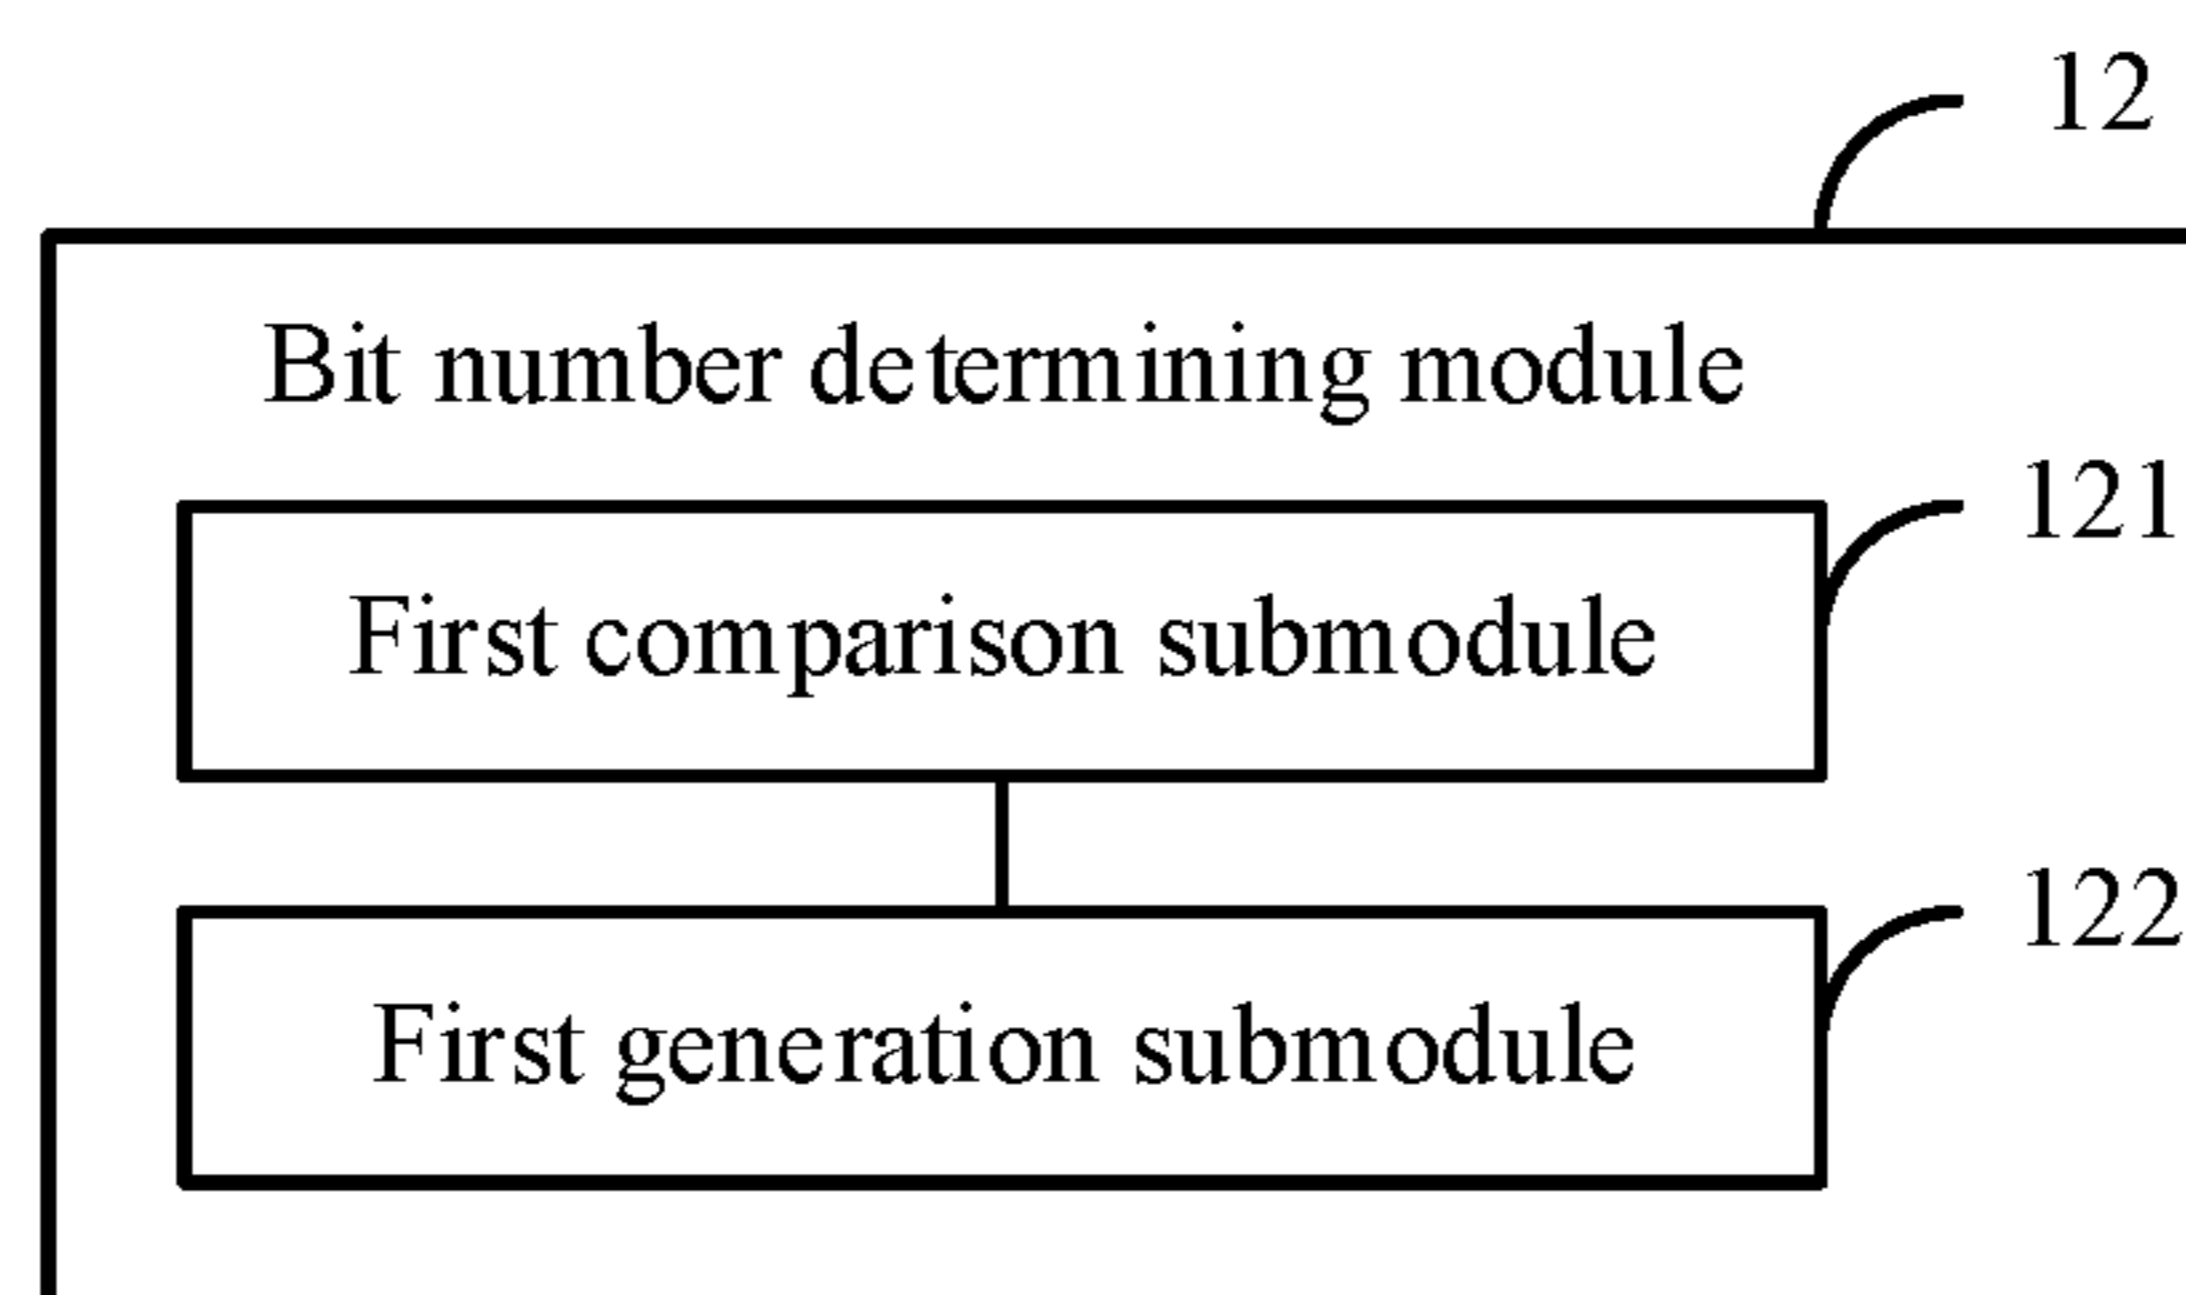 12
Bit number determining module
121
First comparison submodule
122
First generation submodule